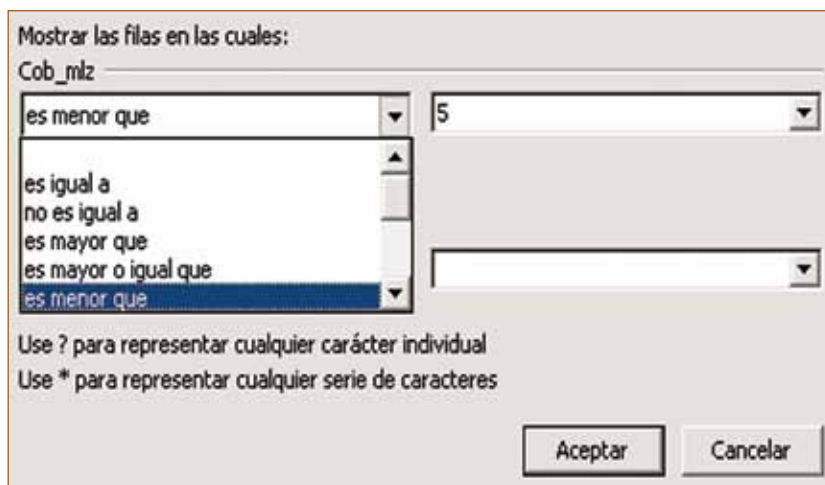 Mostrar las filas en las cuales:
Cob_mlz
es menor que
5
es igual a
no es igual a
es mayor que
es mayor o igual que
es menor que
Use ? para representar cualquier carácter individual
Use * para representar cualquier serie de caracteres
Aceptar Cancelar